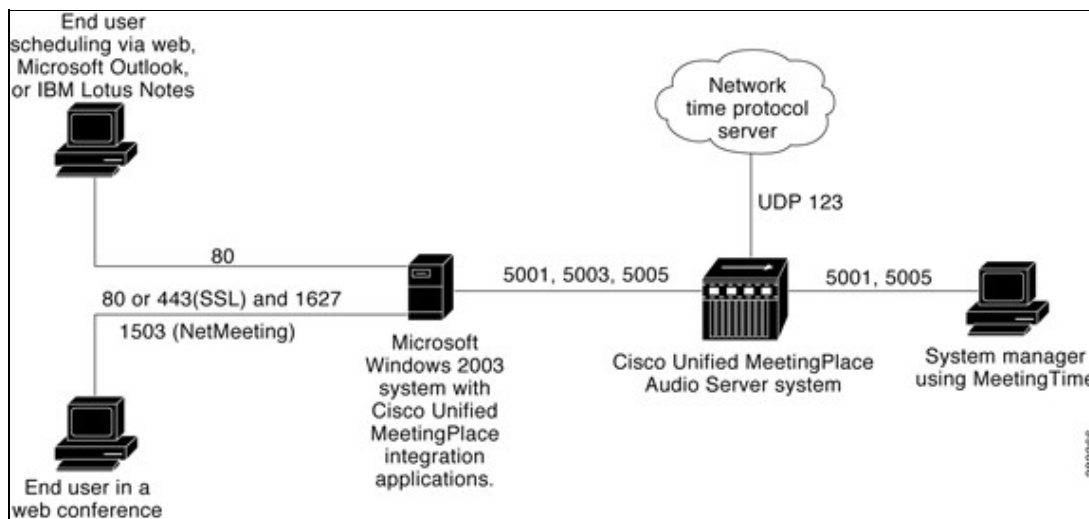 End user
scheduling via web,
Microsoft Outlook,
or IBM Lotus Notes
Network
time protocol
server
UDP 123
80
80 or 443(SSL) and 1627
1503 (NetMeeting)
5001, 5003, 5005
5001, 5005
Microsoft
Windows 2003
system with
Cisco Unified
MeetingPlace
integration
applications.
Cisco Unified MeetingPlace
Audio Server system
System manager
using MeetingTime
End user in a
web conference